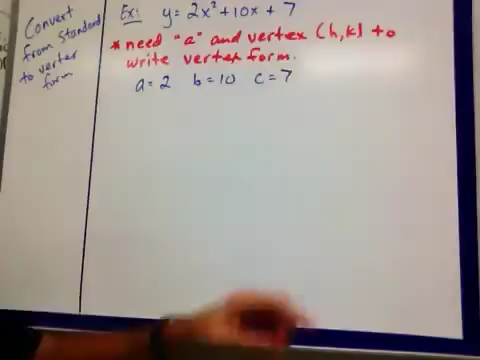 Convert
from standard
to vertex
form
Ex: y = 2x² + 10x + 7
* need "a" and vertex (h,k) to
write vertex form.
a = 2 b = 10 c = 7